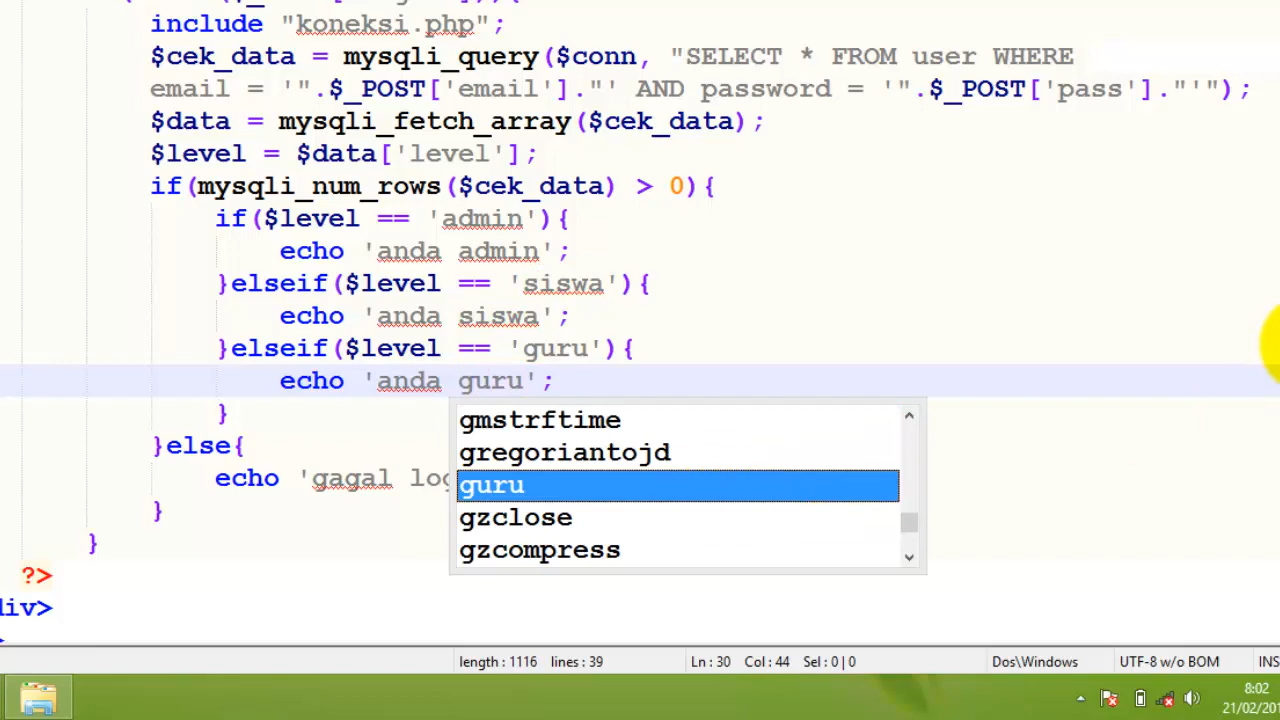 include "koneksi.php";
$cek_data = mysqli_query($conn, "SELECT * FROM user WHERE
email = '".$_POST['email']."' AND password = '".$_POST['pass']."'");
$data = mysqli_fetch_array($cek_data);
$level = $data['level'];
if(mysqli_num_rows($cek_data) > 0){
if($level == 'admin'){
echo 'anda admin';
}elseif($level == 'siswa'){
echo 'anda siswa';
}elseif($level == 'guru'){
echo 'anda guru';
}
gmstrftime
gregoriantojd
guru
gzclose
gzcompress
}else{
echo 'gagal
}
}
?>
div>
length : 1116 lines : 39
Ln : 30 Col : 44 Sel : 0 | 0
Dos\Windows
UTF-8 w/o BOM
INS
8:02
21/02/201